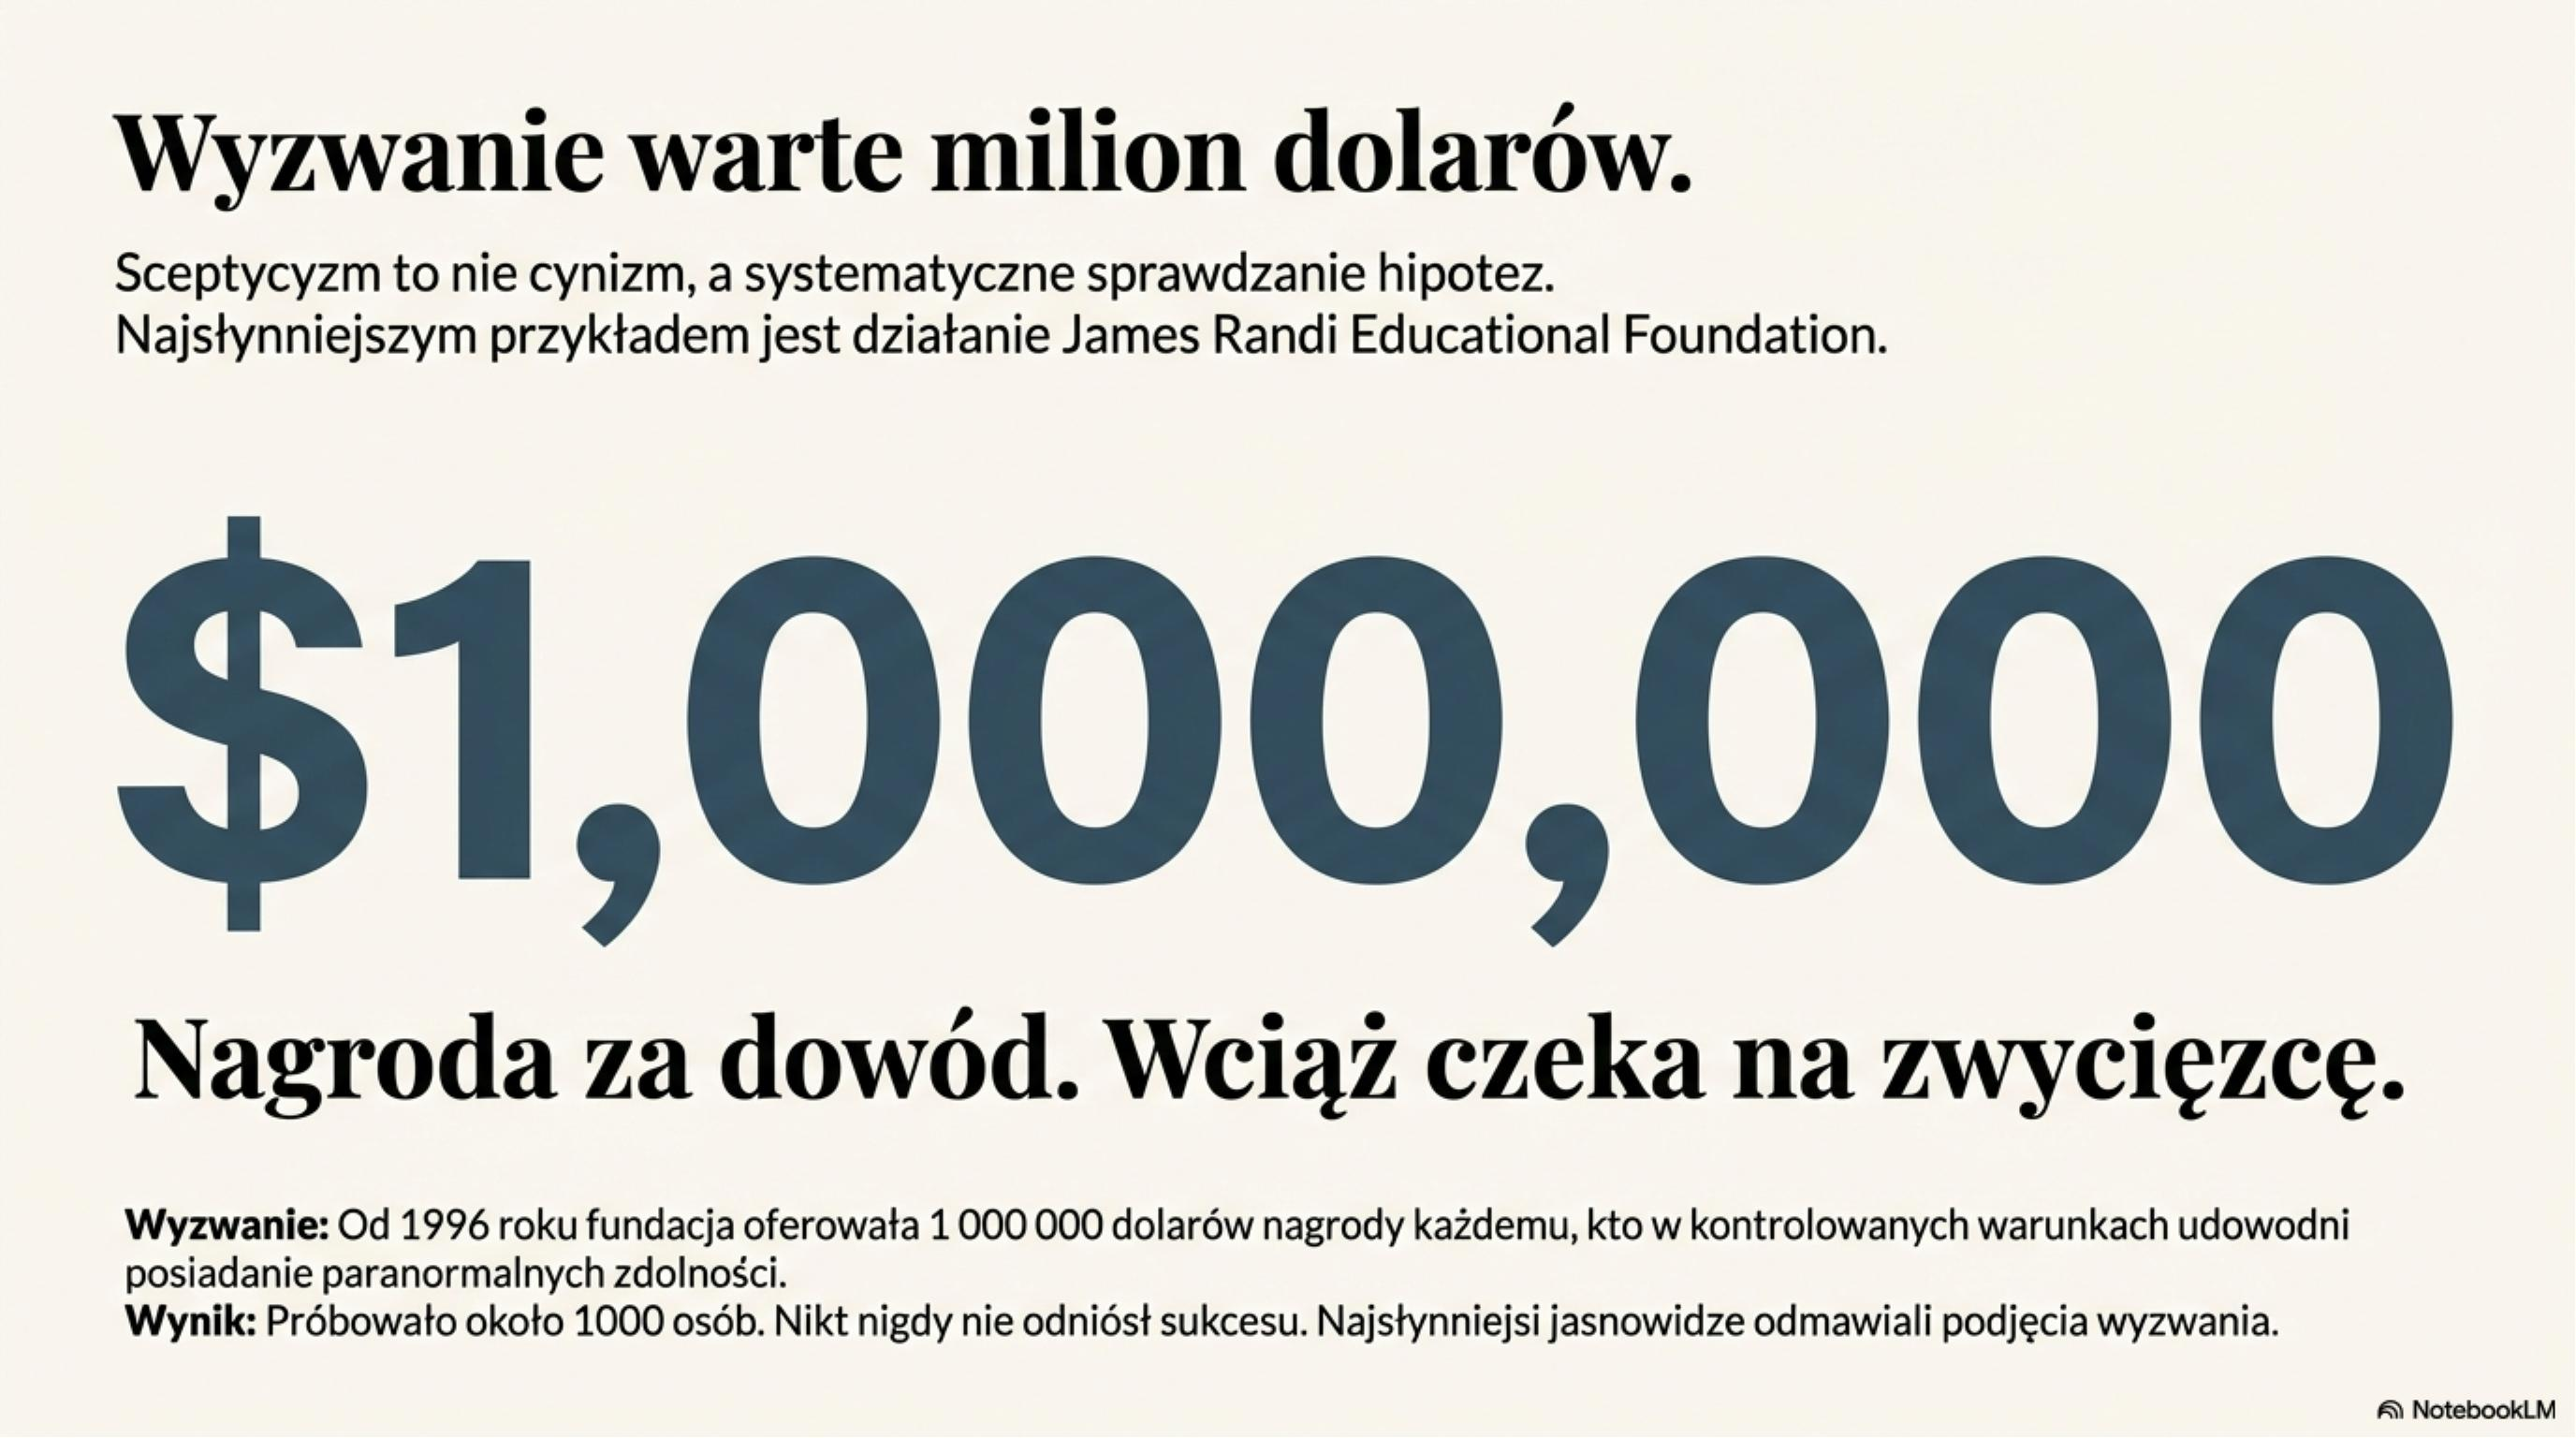 Wyzwanie warte milion dolarów.
Sceptycyzm to nie cynizm, a systematyczne sprawdzanie hipotez.
Najsłynniejszym przykładem jest działanie James Randi Educational Foundation.
$1,000,000
Nagroda za dowód. Wciąż czeka na zwycięzcę.
Wyzwanie: Od 1996 roku fundacja oferowała 1 000 000 dolarów nagrody każdemu, kto w kontrolowanych warunkach udowodni
posiadanie paranormalnych zdolności.
Wynik: Próbowało około 1000 osób. Nikt nigdy nie odniósł sukcesu. Najsłynniejsi jasnowidze odmawiali podjęcia wyzwania.
NotebookLM